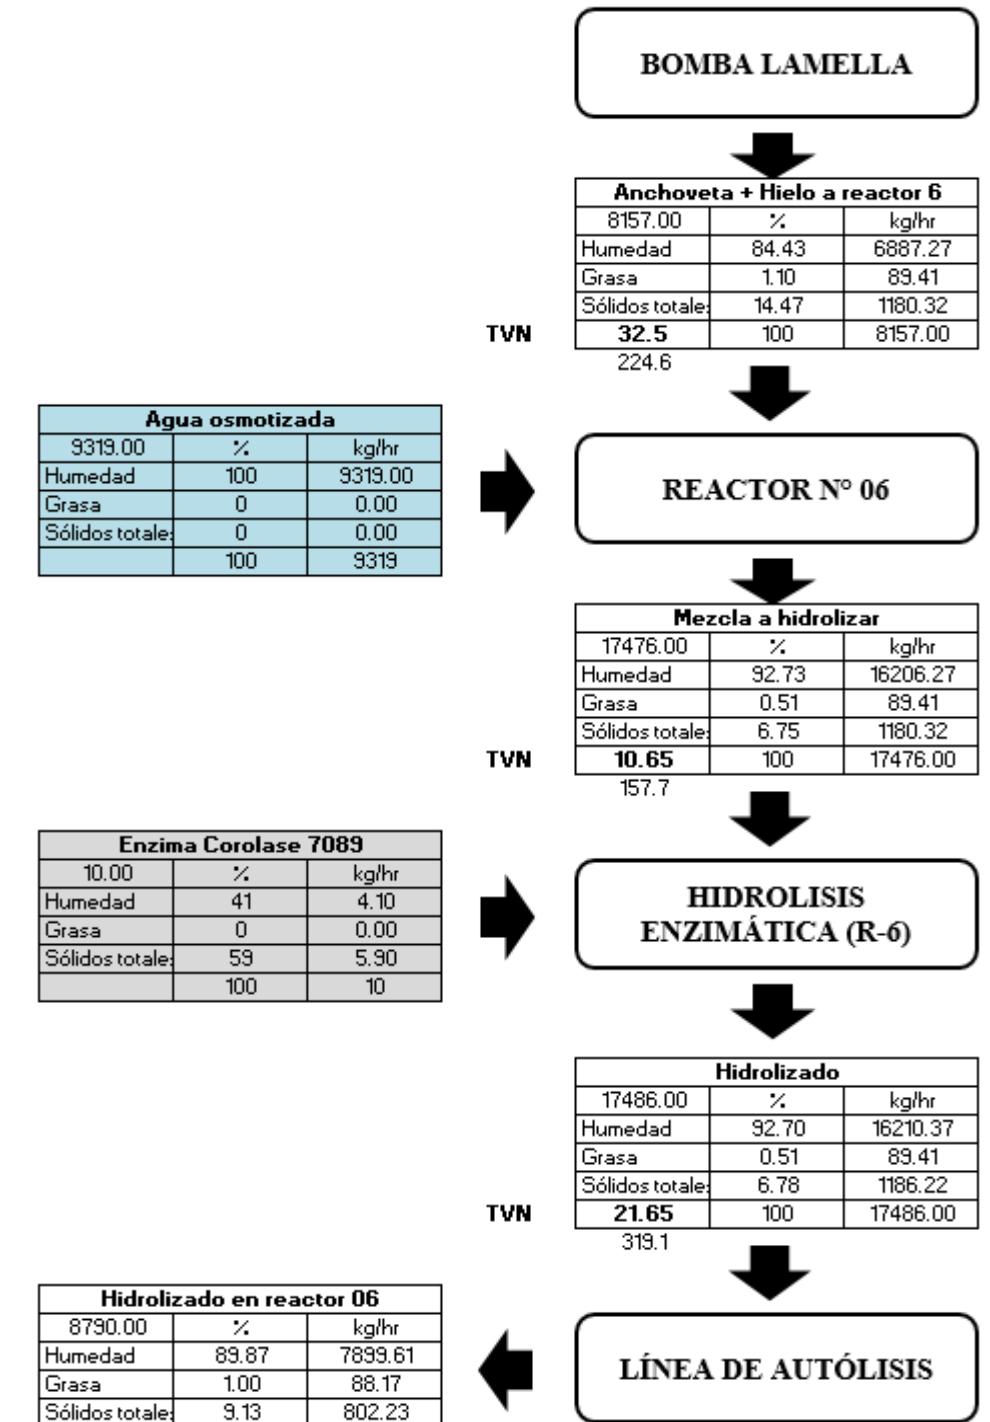 BOMBA LAMELLA
Anchoveta + Hielo a reactor 6
8157.00 % kg/hr
Humedad 84.43 6887.27
Grasa 1.10 89.41
Sólidos totale: 14.47 1180.32
TVN 32.5 100 8157.00
224.6
Agua osmotizada
9319.00 % kg/hr
Humedad 100 9319.00
Grasa 0 0.00
Sólidos totale: 0 0.00
100 9319
REACTOR N° 06
Mezcla a hidrolizar
17476.00 % kg/hr
Humedad 92.73 16206.27
Grasa 0.51 89.41
Sólidos totale: 6.75 1180.32
TVN 10.65 100 17476.00
157.7
Enzima Corolase 7089
10.00 % kg/hr
Humedad 41 4.10
Grasa 0 0.00
Sólidos totale: 59 5.90
100 10
HIDROLISIS
ENZIMÁTICA (R-6)
Hidrolizado
17486.00 % kg/hr
Humedad 92.70 16210.37
Grasa 0.51 89.41
Sólidos totale: 6.78 1186.22
TVN 21.65 100 17486.00
319.1
Hidrolizado en reactor 06
8790.00 % kg/hr
Humedad 89.87 7899.61
Grasa 1.00 88.17
Sólidos totale: 9.13 802.23
LÍNEA DE AUTÓLISIS